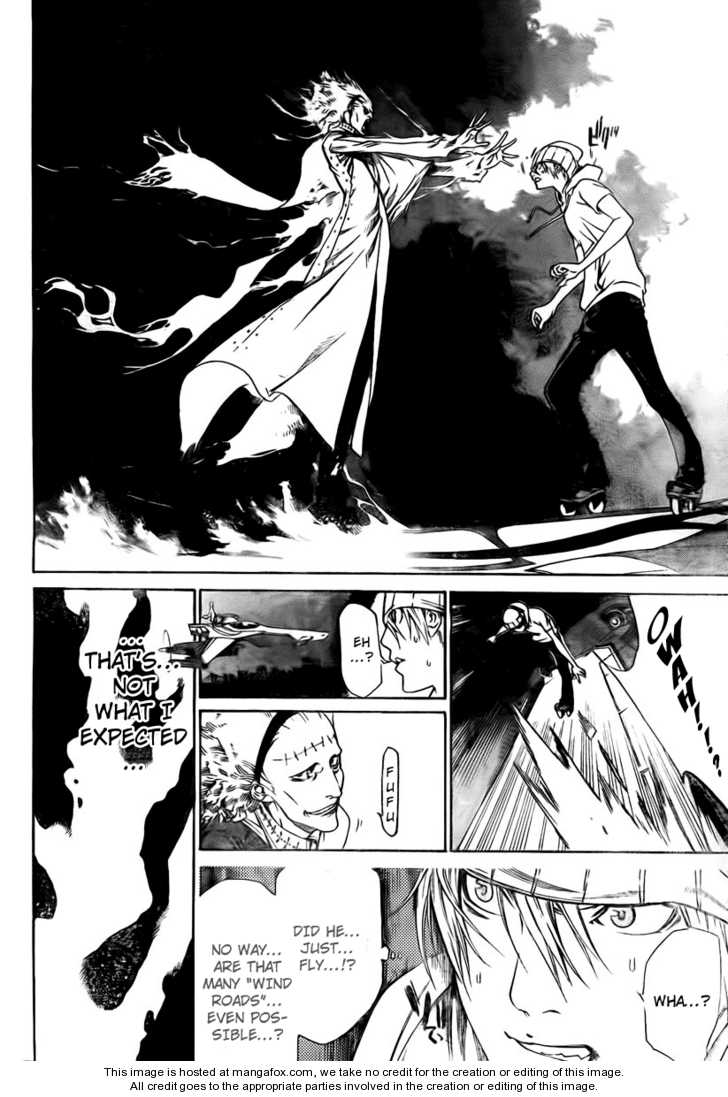 ビクッ
OWAH!!?
EH
...?
FUFU
...
THAT'S...
NOT
WHAT I
EXPECTED
...
WHA...?
DID HE...
JUST...
FLY...!?
NO WAY...
ARE THAT
MANY "WIND
ROADS"...
EVEN POS-
SIBLE...?
This image is hosted at mangafox.com, we take no credit for the creation or editing of this image.
All credit goes to the appropriate parties involved in the creation or editing of this image.